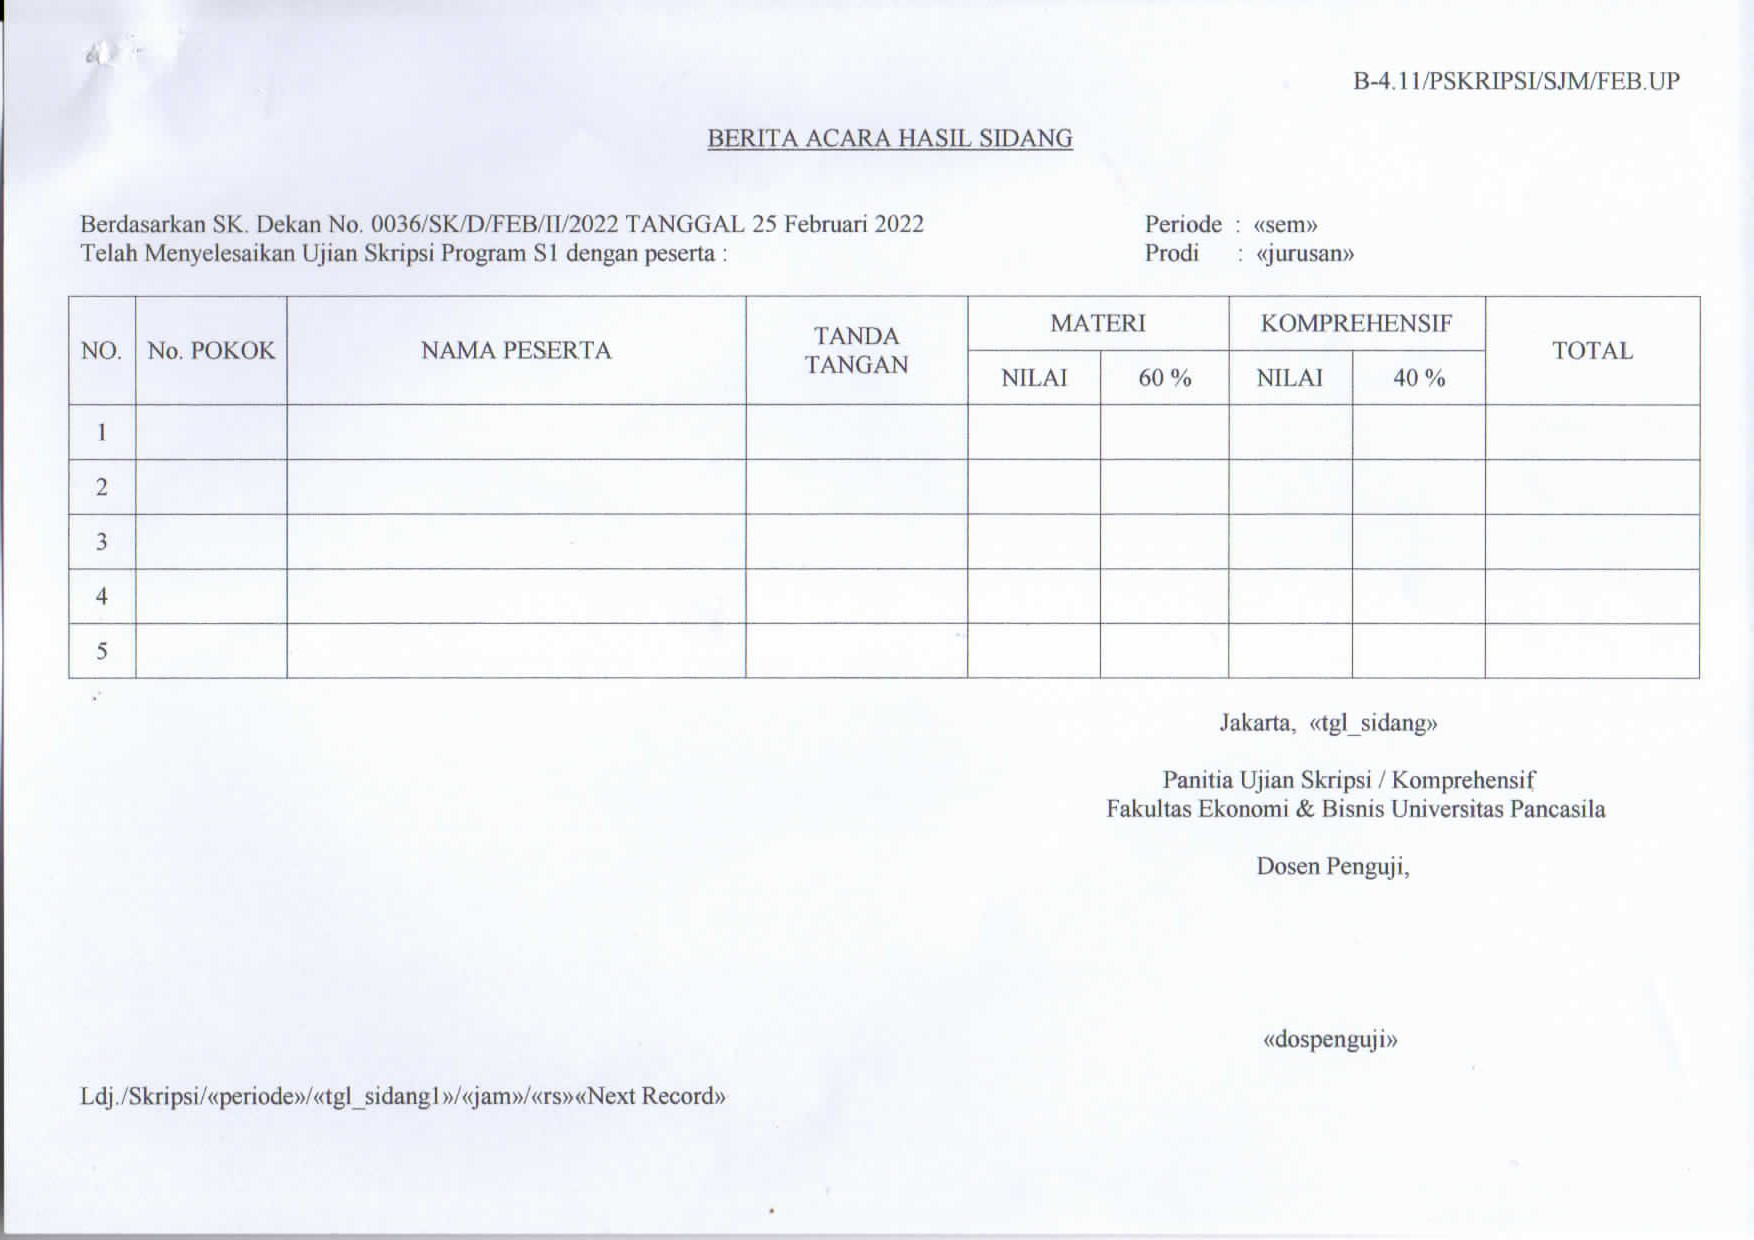 B-4.11/PSKRIPSI/SJM/FEB.UP
BERITA ACARA HASIL SIDANG
Berdasarkan SK. Dekan No. 0036/SK/D/FEB/II/2022 TANGGAL 25 Februari 2022
Periode : «sem»
Telah Menyelesaikan Ujian Skripsi Program S1 dengan peserta :
Prodi : «jurusan»
NO. No. POKOK NAMA PESERTA TANDA TANGAN MATERI KOMPREHENSIF TOTAL
NILAI 60 % NILAI 40 %
1
2
3
4
5
Jakarta, «tgl_sidang»
Panitia Ujian Skripsi / Komprehensif
Fakultas Ekonomi & Bisnis Universitas Pancasila
Dosen Penguji,
«dospenguji»
Ldj./Skripsi/«periode»/«tgl_sidang1»/«jam»/«rs»«Next Record»